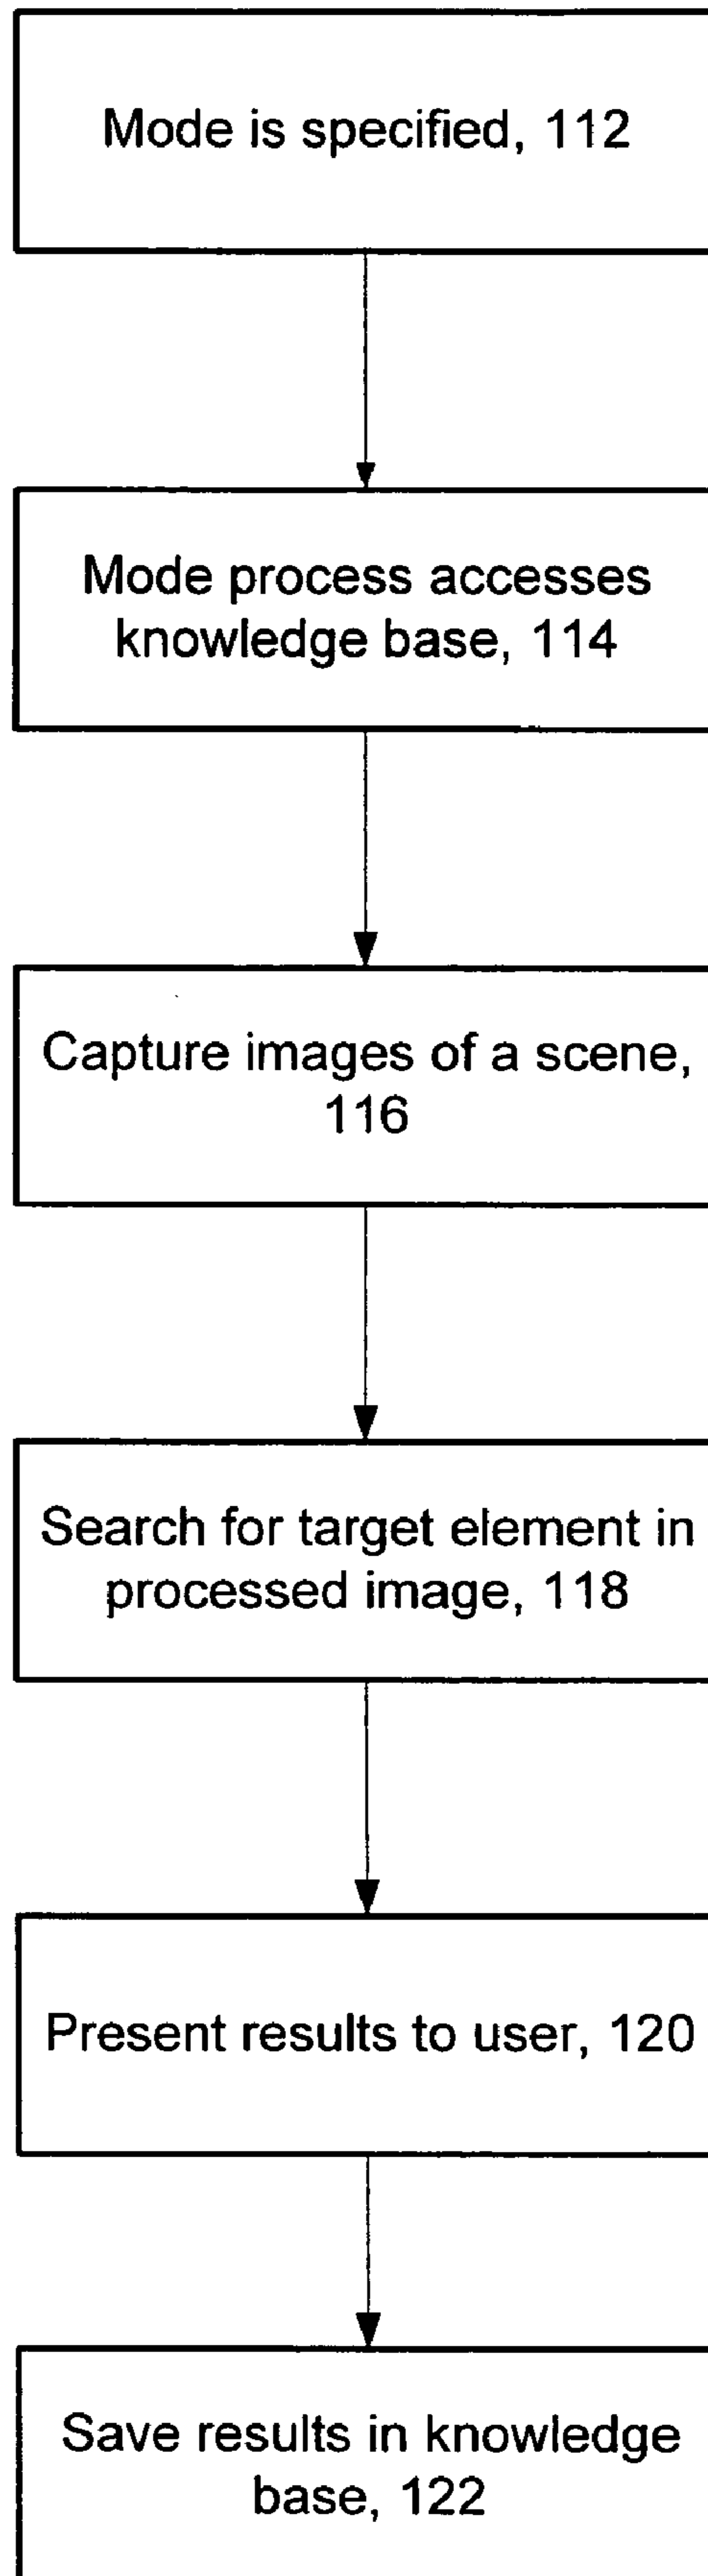 Mode is specified, 112
Mode process accesses
knowledge base, 114
Capture images of a scene,
116
Search for target element in
processed image, 118
Present results to user, 120
Save results in knowledge
base, 122